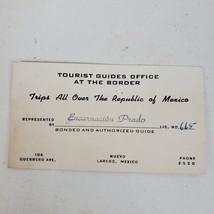 TOURIST GUIDES OFFICE
AT THE BORDER
Trips All Over The Republic of Mexico
REPRESENTED BY Encarnación Prado LIC. NO. 665
BONDED AND AUTHORIZED GUIDE
106 GUERRERO AVE.
NUEVO LAREDO, MEXICO
PHONE 2520